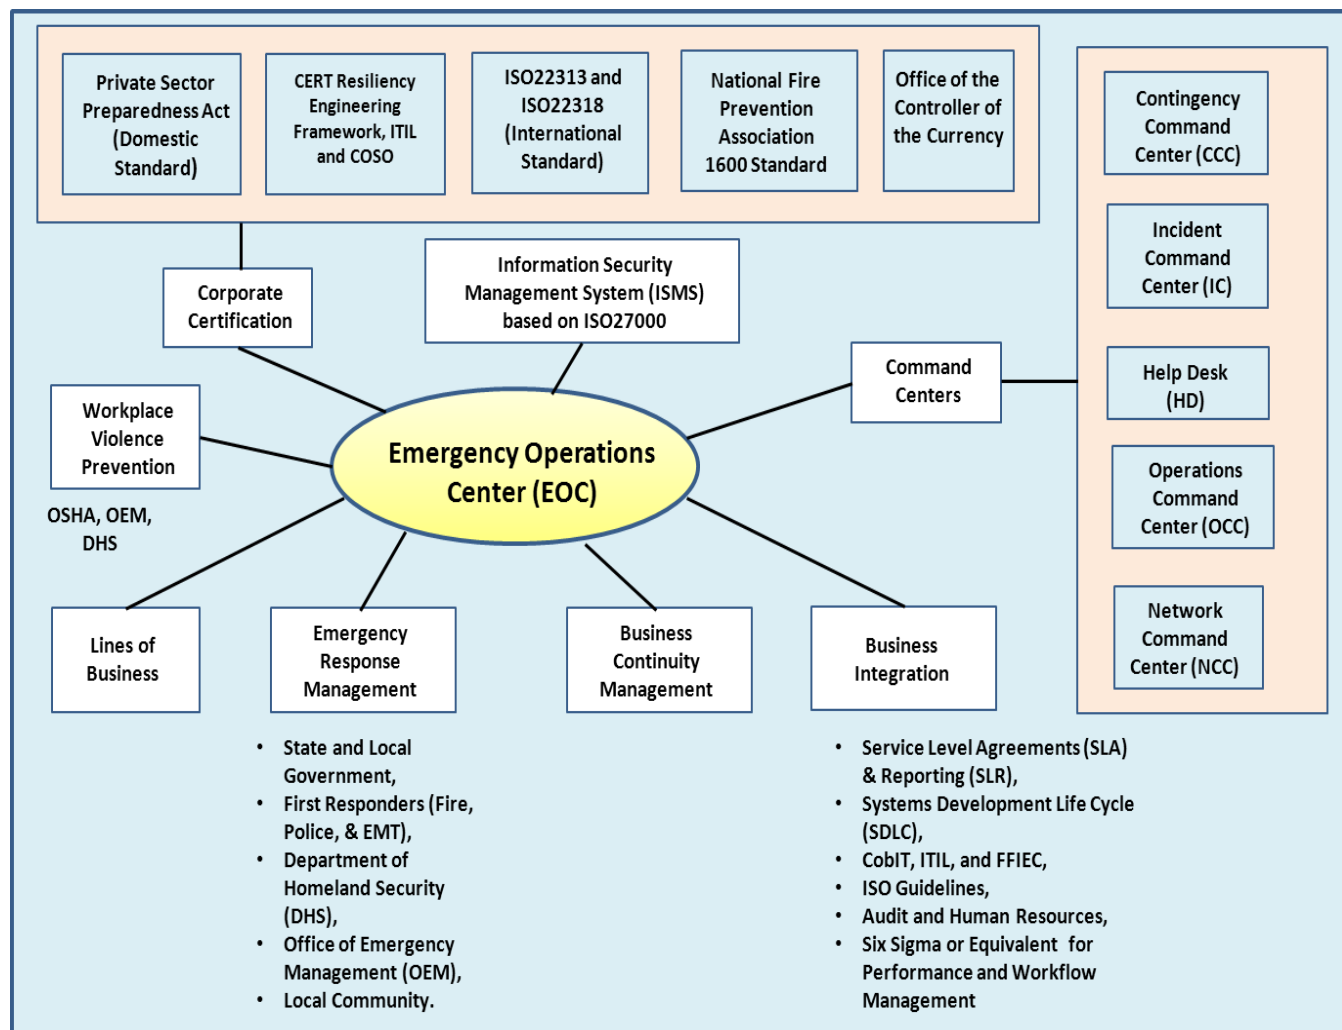 Private Sector
Preparedness Act
(Domestic
Standard)
CERT Resiliency
Engineering
Framework, ITIL
and COSO
ISO22313 and
ISO22318
(International
Standard)
National Fire
Prevention
Association
1600 Standard
Office of the
Controller of
the Currency
Contingency
Command
Center (CCC)
Incident
Command
Center (IC)
Help Desk
(HD)
Operations
Command
Center (OCC)
Network
Command
Center (NCC)
Corporate
Certification
Information Security
Management System (ISMS)
based on ISO27000
Command
Centers
Workplace
Violence
Prevention
OSHA, OEM,
DHS
Emergency Operations
Center (EOC)
Lines of
Business
Emergency
Response
Management
Business
Continuity
Management
Business
Integration
• State and Local
Government,
• First Responders (Fire,
Police, & EMT),
• Department of
Homeland Security
(DHS),
• Office of Emergency
Management (OEM),
• Local Community.
• Service Level Agreements (SLA)
& Reporting (SLR),
• Systems Development Life Cycle
(SDLC),
• CobIT, ITIL, and FFIEC,
• ISO Guidelines,
• Audit and Human Resources,
• Six Sigma or Equivalent for
Performance and Workflow
Management